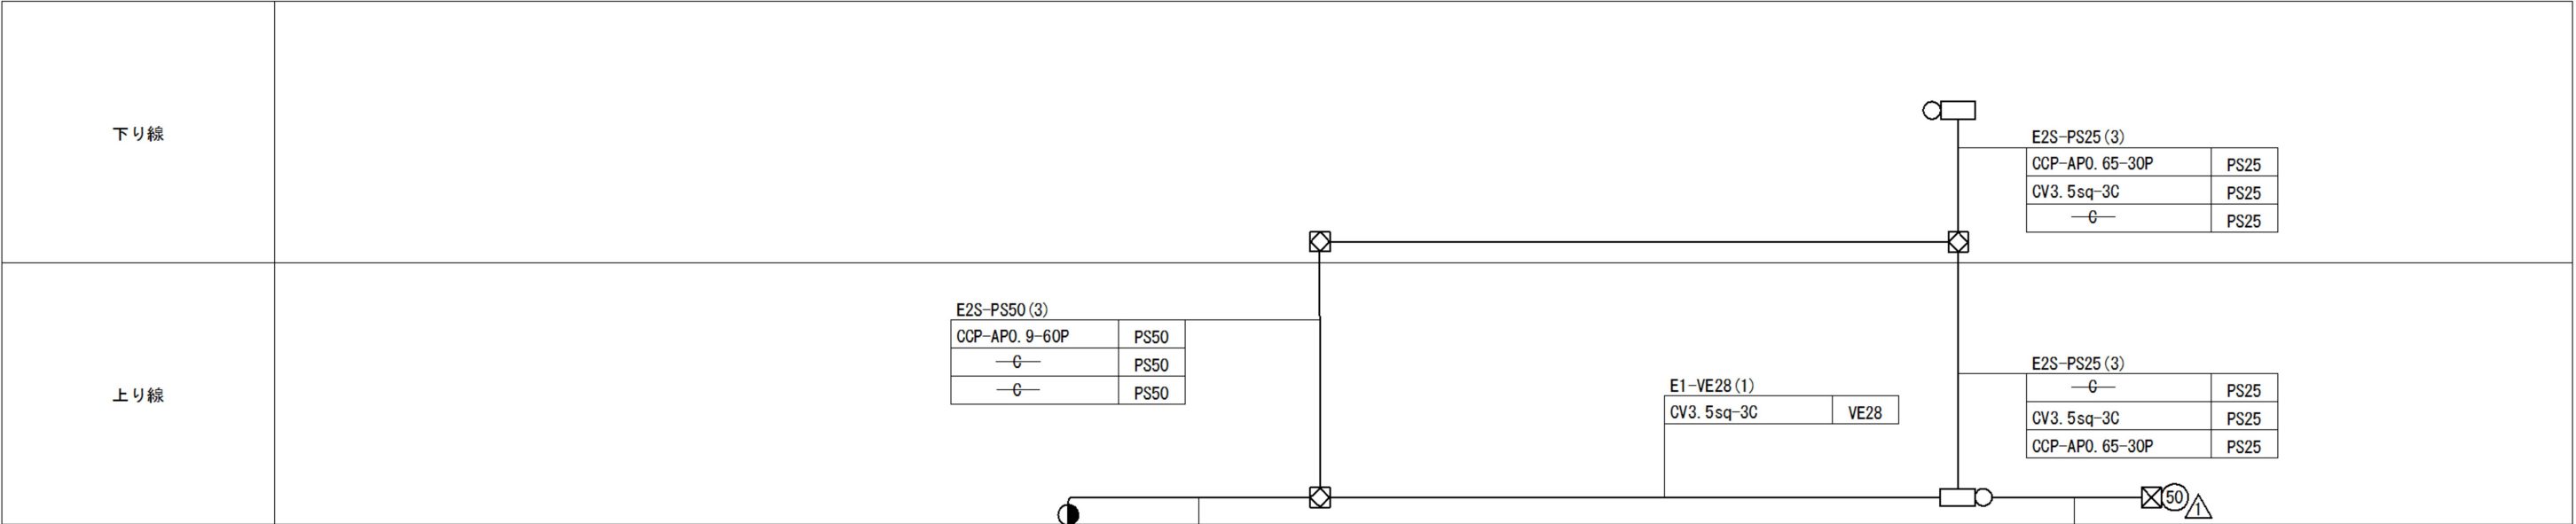 下り線
E2S-PS25(3)
CCP-AP0.65-30P PS25
CV3.5sq-3C PS25
C PS25
上り線
E2S-PS50(3)
CCP-AP0.9-60P PS50
C PS50
C PS50
E1-VE28(1)
CV3.5sq-3C VE28
E2S-PS25(3)
C PS25
CV3.5sq-3C PS25
CCP-AP0.65-30P PS25
50
1